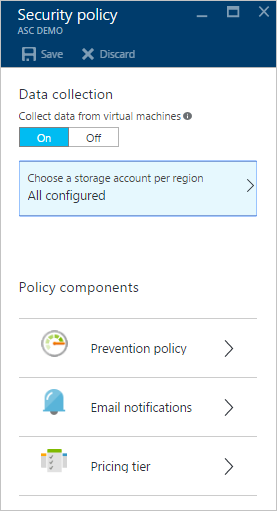 Security policy
ASC DEMO
Save Discard
Data collection
Collect data from virtual machines
On Off
Choose a storage account per region
All configured
Policy components
Prevention policy
Email notifications
Pricing tier